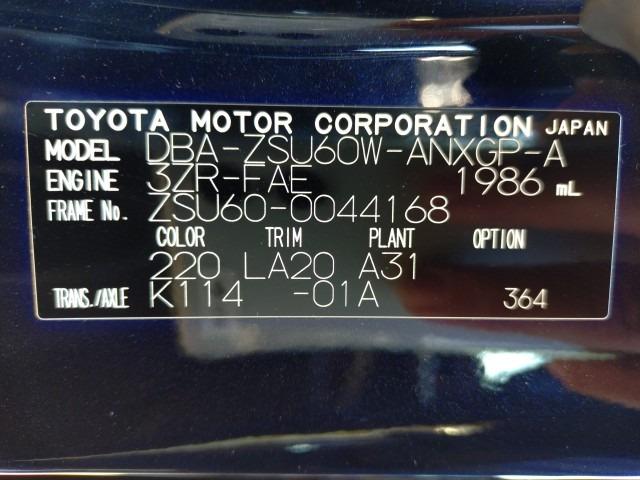 TOYOTA MOTOR CORPORATION JAPAN
MODEL DBA-ZSU60W-ANXGP-A
ENGINE 3ZR-FAE 1986 mL
FRAME No. ZSU60-0044168
COLOR TRIM PLANT OPTION
220 LA20 A31
TRANS./AXLE K114 -01A 364